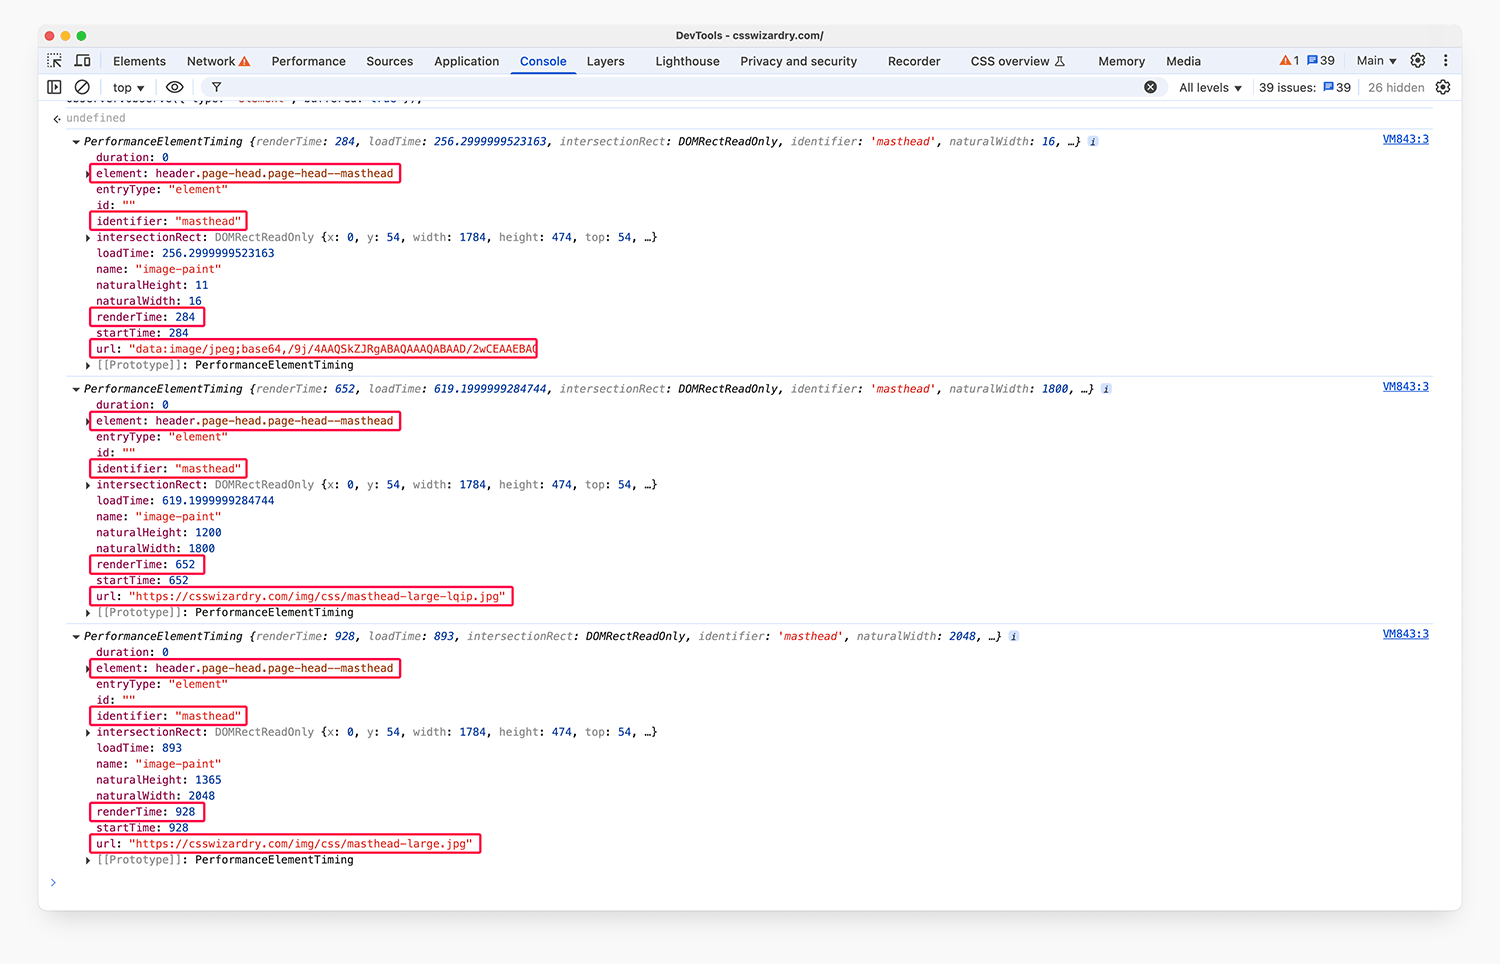 DevTools - csswizardry.com/
Elements Network Performance Sources Application Console Layers Lighthouse Privacy and security Recorder CSS overview Memory Media 1 39 Main
top All levels 39 issues: 39 26 hidden
observer.observe({ type: "element", buffered: true });
undefined
PerformanceElementTiming {renderTime: 284, loadTime: 256.2999999523163, intersectionRect: DOMRectReadOnly, identifier: 'masthead', naturalWidth: 16, …} i VM843:3
duration: 0
element: header.page-head.page-head--masthead
entryType: "element"
id: ""
identifier: "masthead"
intersectionRect: DOMRectReadOnly {x: 0, y: 54, width: 1784, height: 474, top: 54, …}
loadTime: 256.2999999523163
name: "image-paint"
naturalHeight: 11
naturalWidth: 16
renderTime: 284
startTime: 284
url: "data:image/jpeg;base64,/9j/4AAQSkZJRgABAQAAAQABAAD/2wCEAAEBAQ
[[Prototype]]: PerformanceElementTiming
PerformanceElementTiming {renderTime: 652, loadTime: 619.1999999284744, intersectionRect: DOMRectReadOnly, identifier: 'masthead', naturalWidth: 1800, …} i VM843:3
duration: 0
element: header.page-head.page-head--masthead
entryType: "element"
id: ""
identifier: "masthead"
intersectionRect: DOMRectReadOnly {x: 0, y: 54, width: 1784, height: 474, top: 54, …}
loadTime: 619.1999999284744
name: "image-paint"
naturalHeight: 1200
naturalWidth: 1800
renderTime: 652
startTime: 652
url: "https://csswizardry.com/img/css/masthead-large-lqip.jpg"
[[Prototype]]: PerformanceElementTiming
PerformanceElementTiming {renderTime: 928, loadTime: 893, intersectionRect: DOMRectReadOnly, identifier: 'masthead', naturalWidth: 2048, …} i VM843:3
duration: 0
element: header.page-head.page-head--masthead
entryType: "element"
id: ""
identifier: "masthead"
intersectionRect: DOMRectReadOnly {x: 0, y: 54, width: 1784, height: 474, top: 54, …}
loadTime: 893
name: "image-paint"
naturalHeight: 1365
naturalWidth: 2048
renderTime: 928
startTime: 928
url: "https://csswizardry.com/img/css/masthead-large.jpg"
[[Prototype]]: PerformanceElementTiming